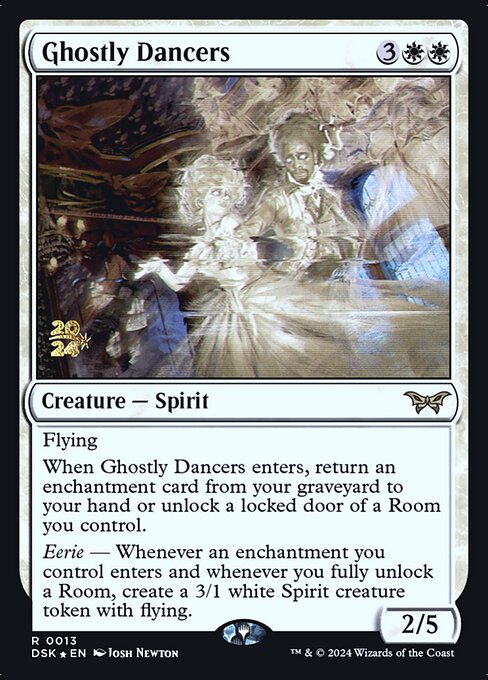 Ghostly Dancers 3
2024
Creature — Spirit
Flying
When Ghostly Dancers enters, return an
enchantment card from your graveyard to
your hand or unlock a locked door of a Room
you control.
Eerie — Whenever an enchantment you
control enters and whenever you fully unlock
a Room, create a 3/1 white Spirit creature
token with flying.
2/5
R 0013
DSK ★ EN Josh Newton
™ & © 2024 Wizards of the Coast